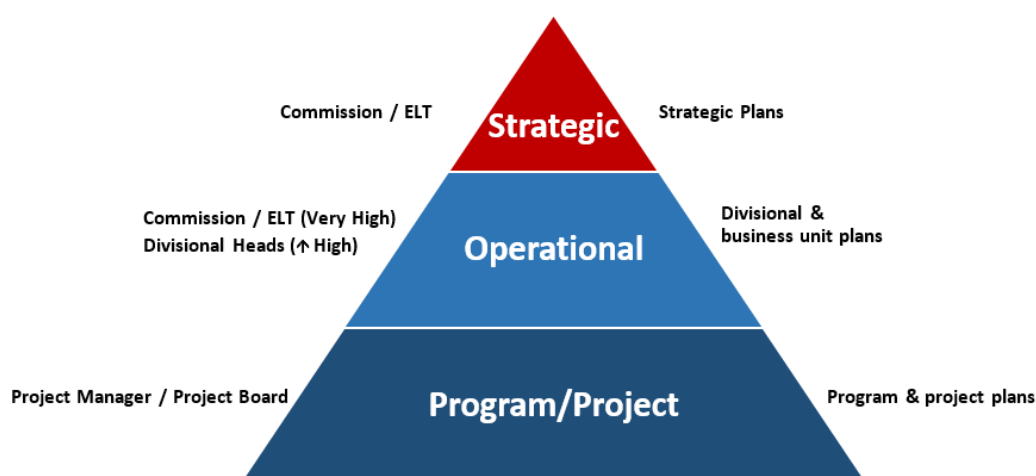 Commission / ELT
Strategic
Strategic Plans
Commission / ELT (Very High)
Divisional Heads (↑ High)
Operational
Divisional &
business unit plans
Project Manager / Project Board
Program/Project
Program & project plans